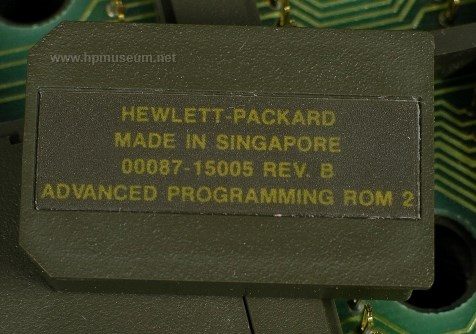 www.hpmuseum.net
HEWLETT-PACKARD
MADE IN SINGAPORE
00087-15005 REV. B
ADVANCED PROGRAMMING ROM 2